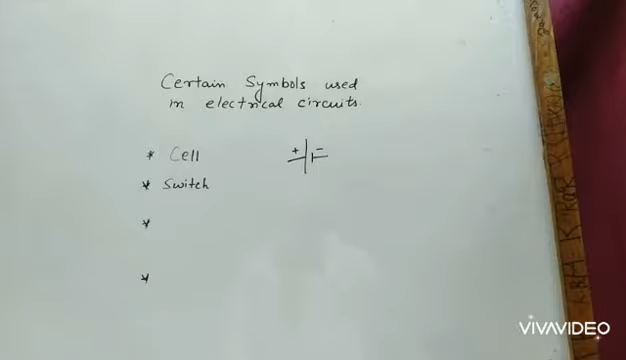 Certain Symbols used
in electrical circuits.
* Cell
+ -
* Switch
*
*
VIVAVIDEO